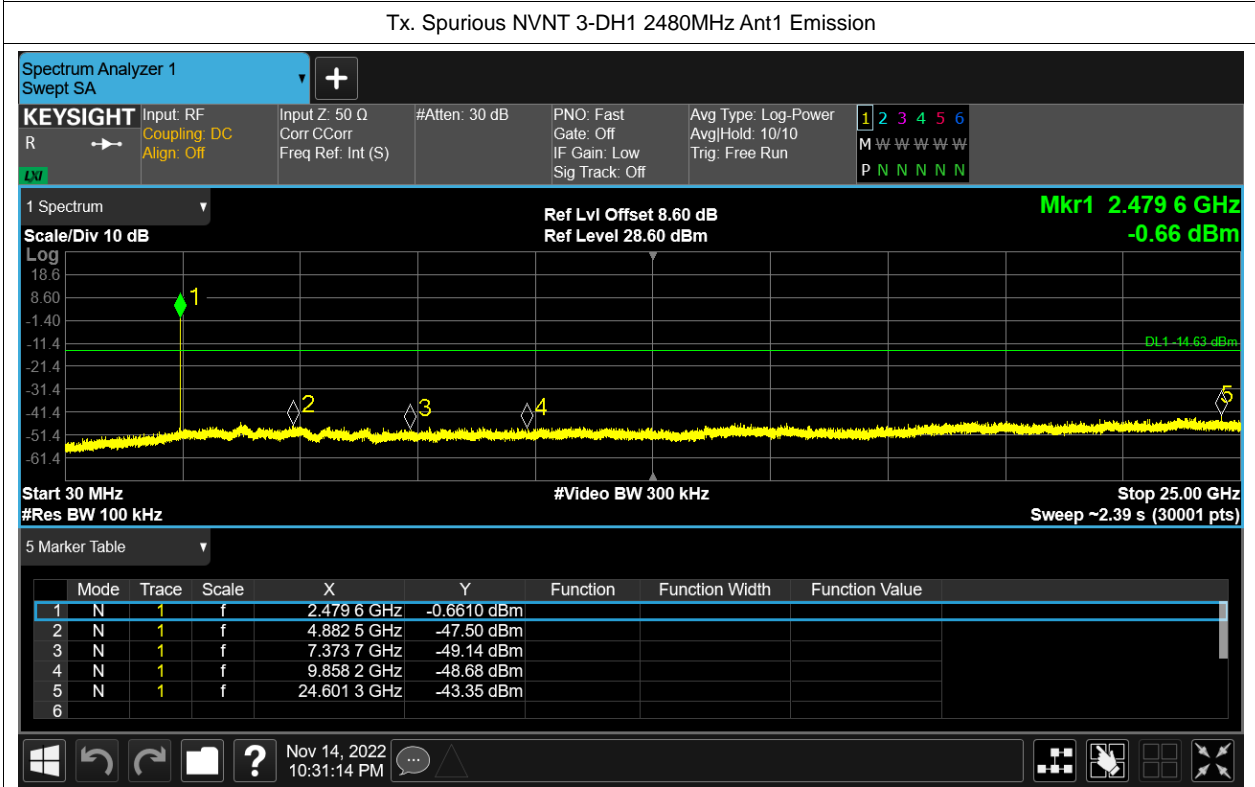 Tx. Spurious NVNT 3-DH1 2480MHz Ant1 Emission
Spectrum Analyzer 1
Swept SA
+
KEYSIGHT
R
LXI
Input: RF
Coupling: DC
Align: Off
Input Z: 50 Ω
Corr CCorr
Freq Ref: Int (S)
#Atten: 30 dB
PNO: Fast
Gate: Off
IF Gain: Low
Sig Track: Off
Avg Type: Log-Power
Avg|Hold: 10/10
Trig: Free Run
1 2 3 4 5 6
M W W W W W
P N N N N N
1 Spectrum
Scale/Div 10 dB
Ref Lvl Offset 8.60 dB
Ref Level 28.60 dBm
Mkr1 2.479 6 GHz
-0.66 dBm
Log
18.6
8.60
-1.40
-11.4
-21.4
-31.4
-41.4
-51.4
-61.4
1
2
3
4
5
DL1 -14.63 dBm
Start 30 MHz
#Res BW 100 kHz
#Video BW 300 kHz
Stop 25.00 GHz
Sweep ~2.39 s (30001 pts)
5 Marker Table
Mode Trace Scale X Y Function Function Width Function Value
1 N 1 f 2.479 6 GHz -0.6610 dBm
2 N 1 f 4.882 5 GHz -47.50 dBm
3 N 1 f 7.373 7 GHz -49.14 dBm
4 N 1 f 9.858 2 GHz -48.68 dBm
5 N 1 f 24.601 3 GHz -43.35 dBm
6
?
Nov 14, 2022
10:31:14 PM